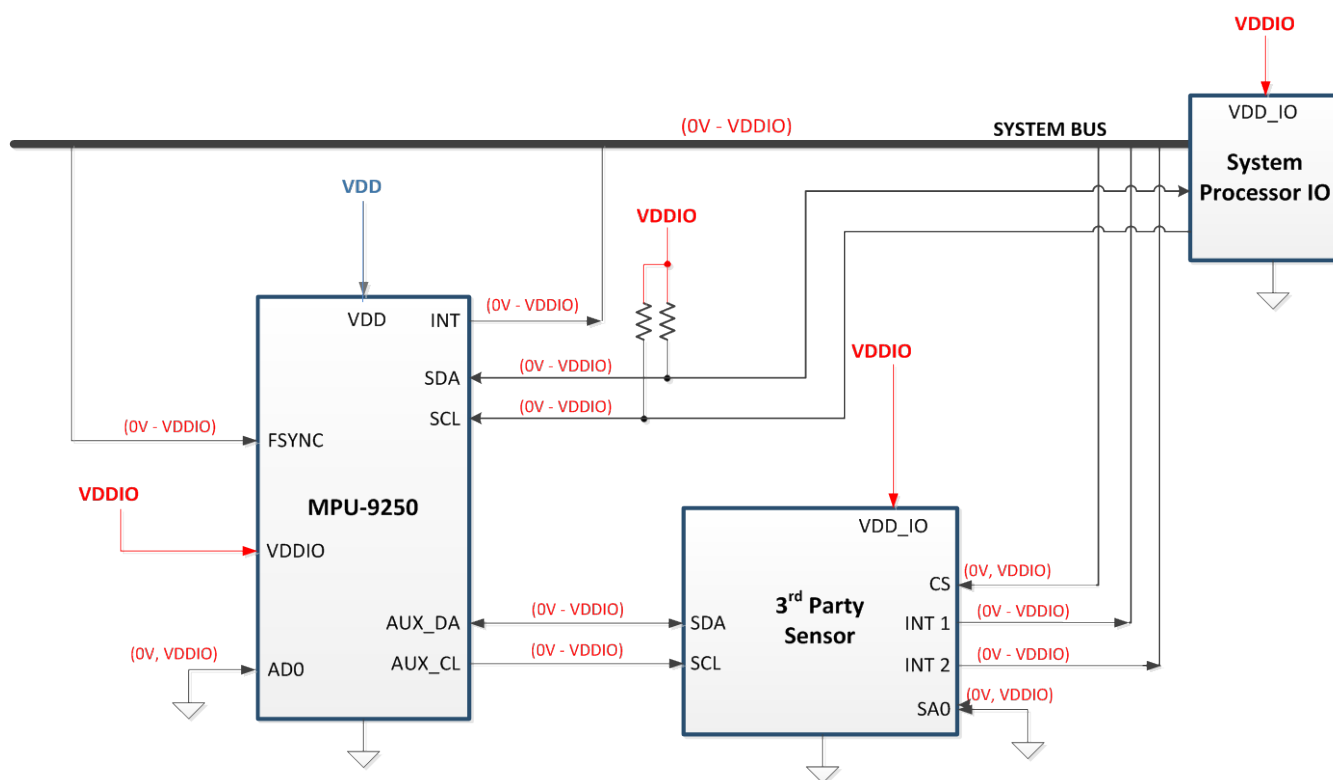 VDDIO
VDD_IO
System
Processor IO
(0V - VDDIO)
SYSTEM BUS
VDD
VDDIO
VDD
INT
(0V - VDDIO)
SDA
(0V - VDDIO)
SCL
(0V - VDDIO)
(0V - VDDIO)
FSYNC
MPU-9250
VDDIO
VDDIO
AUX_DA
(0V - VDDIO)
AUX_CL
(0V - VDDIO)
(0V, VDDIO)
AD0
VDDIO
VDD_IO
3rd Party
Sensor
SDA
SCL
CS
(0V, VDDIO)
INT 1
(0V - VDDIO)
INT 2
(0V - VDDIO)
SA0
(0V, VDDIO)